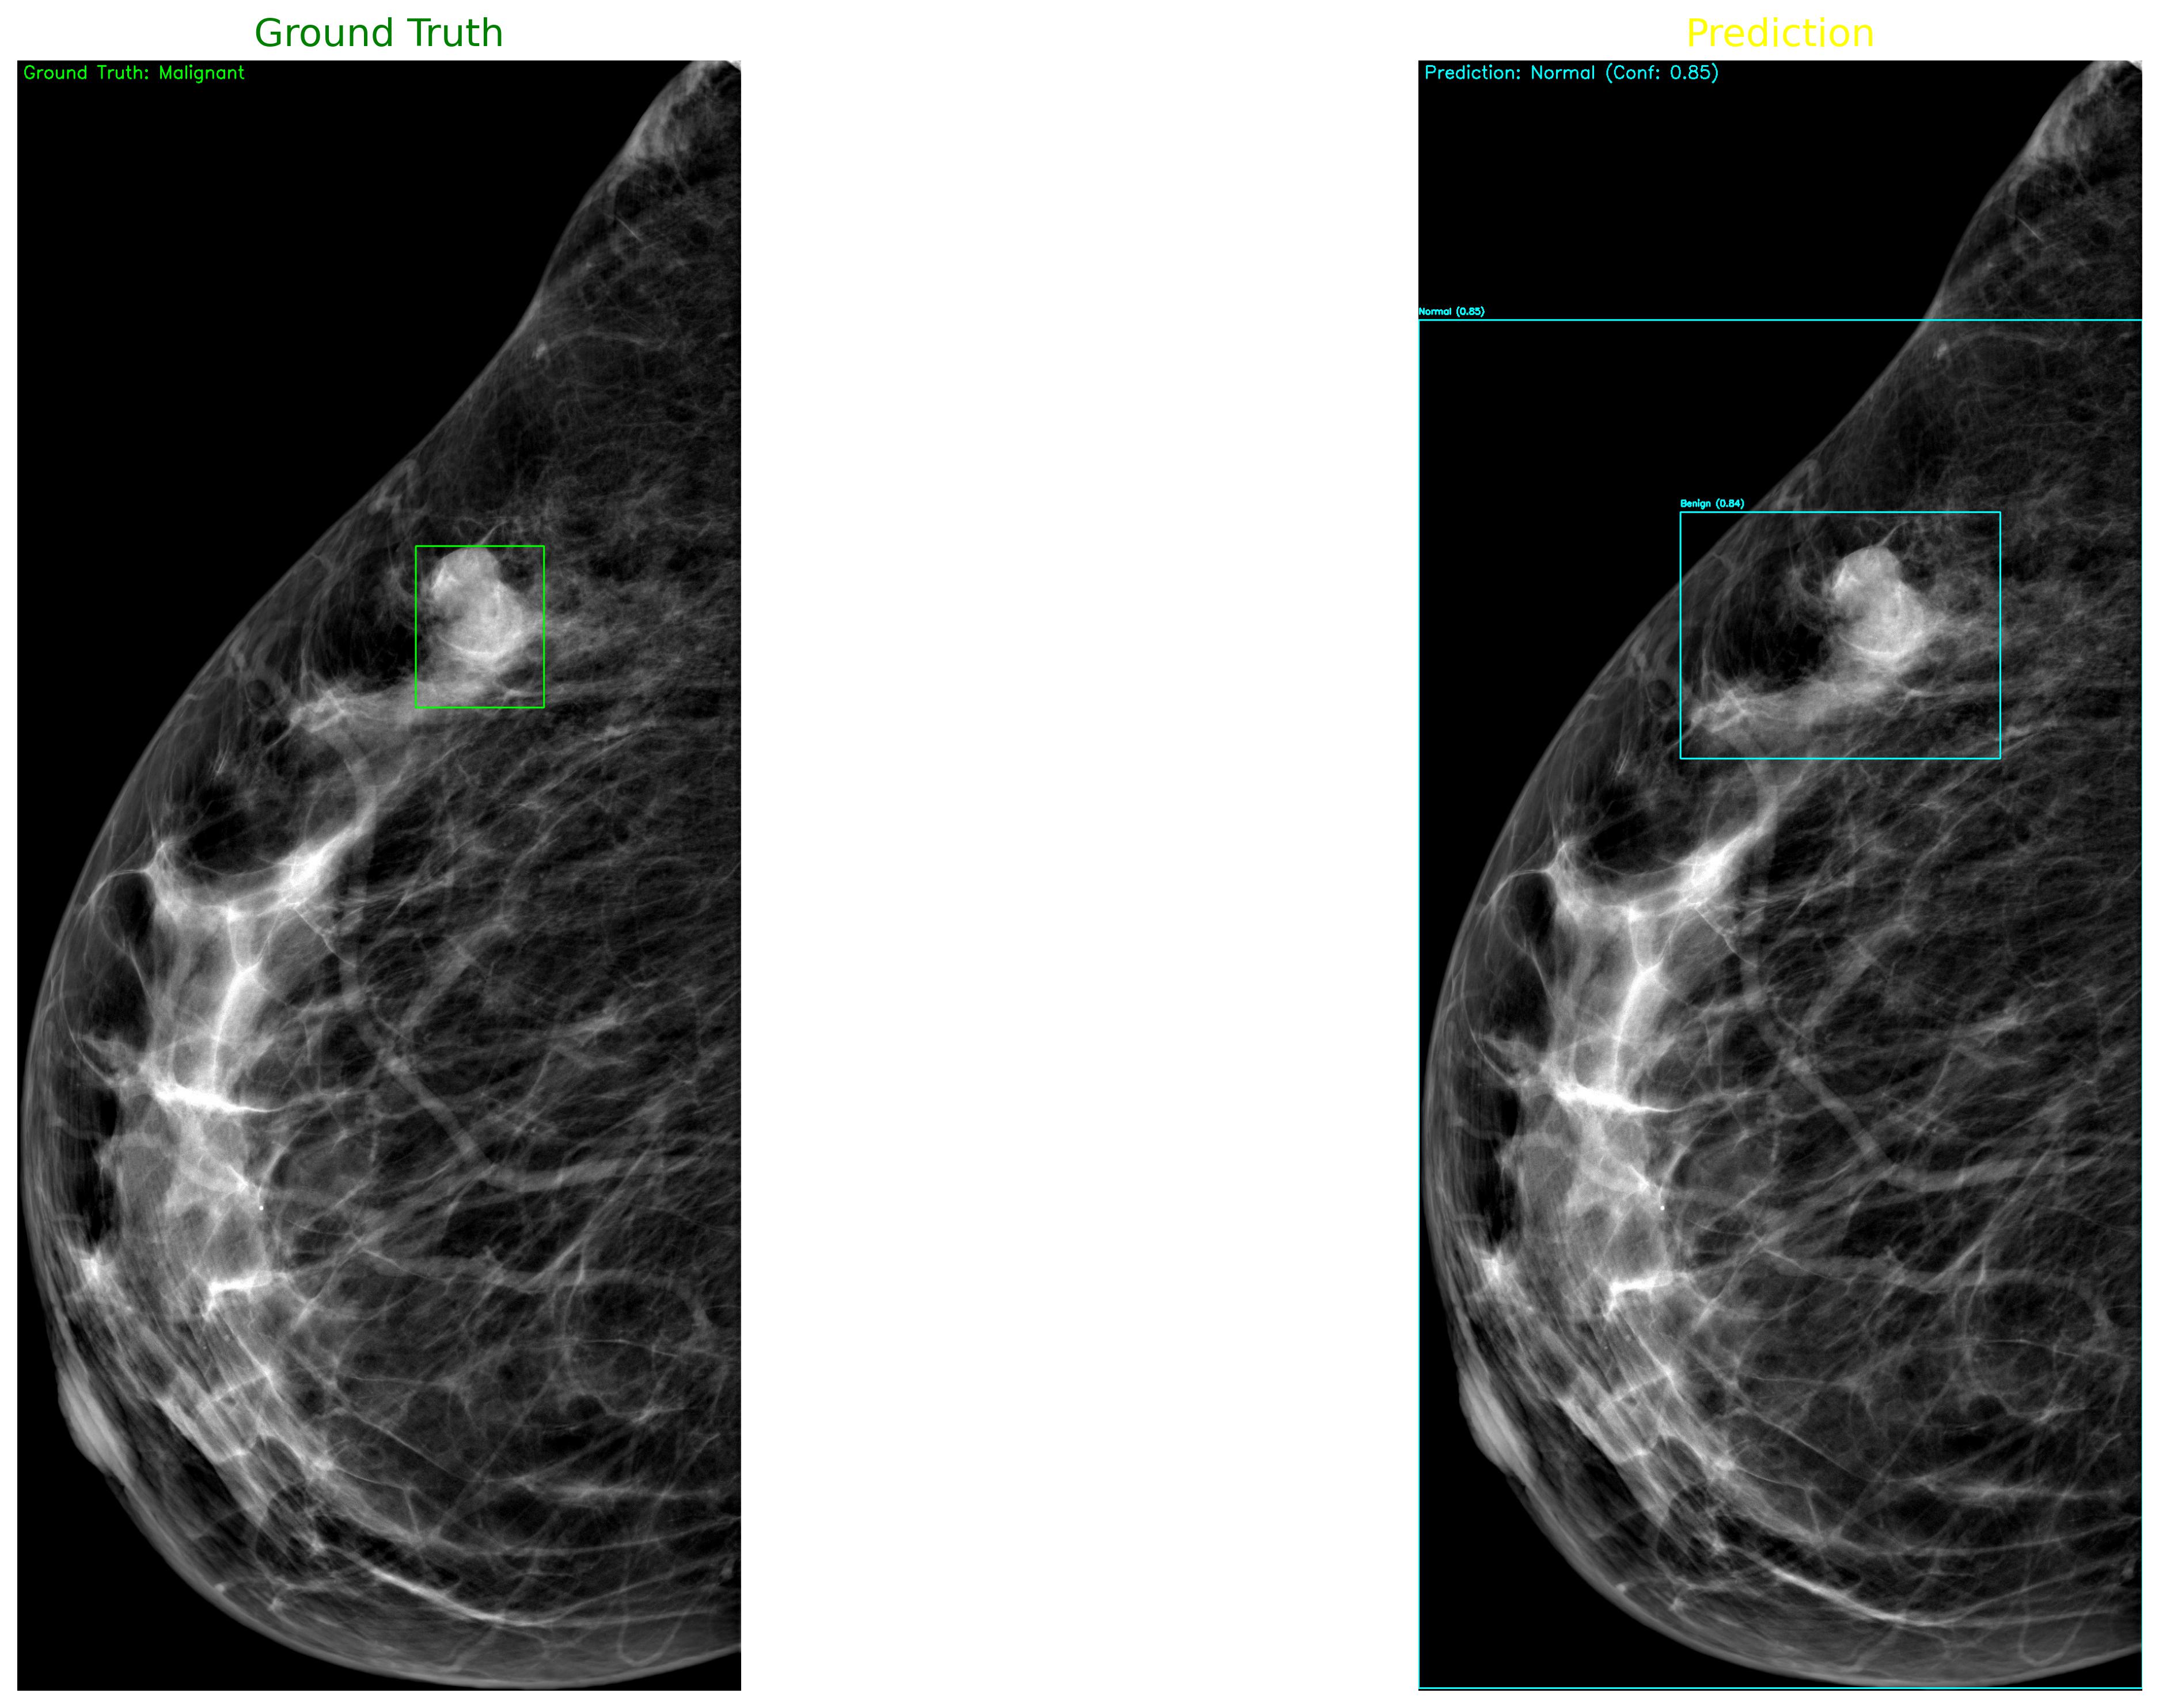 Ground Truth
Prediction
Ground Truth: Malignant
Prediction: Normal (Conf: 0.85)
Normal (0.85)
Benign (0.84)